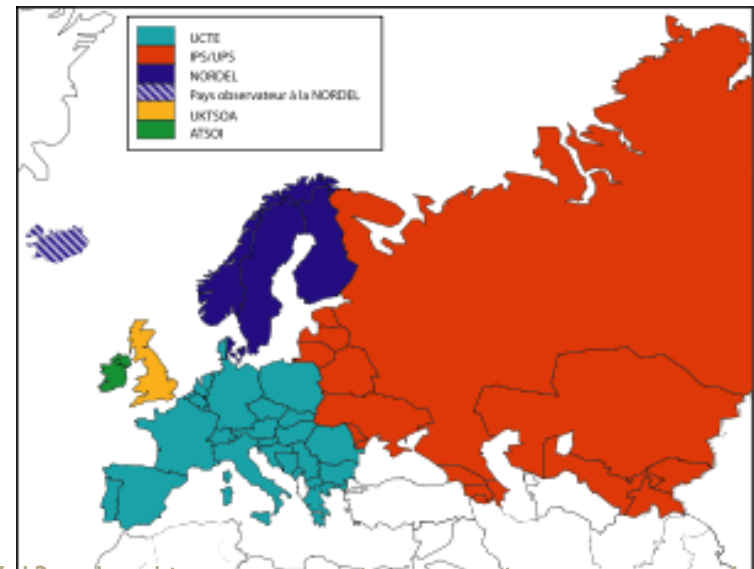 UCTE
IPS/UPS
NORDEL
Pays observateur à la NORDEL
UKTSOA
ATSOI